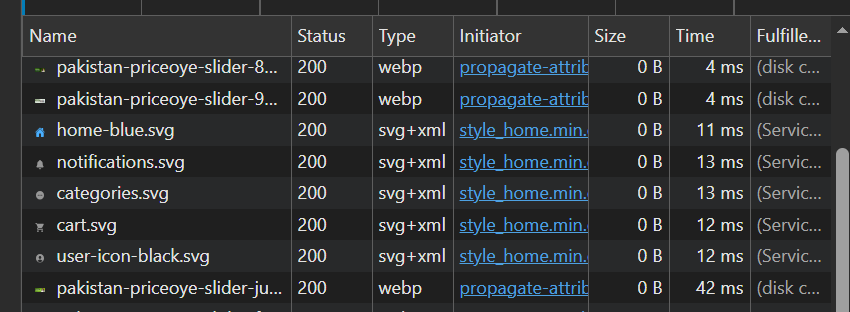 Name Status Type Initiator Size Time Fulfille...
pakistan-priceoye-slider-8... 200 webp propagate-attrib 0 B 4 ms (disk c...
pakistan-priceoye-slider-9... 200 webp propagate-attrib 0 B 4 ms (disk c...
home-blue.svg 200 svg+xml style_home.min. 0 B 11 ms (Servic...
notifications.svg 200 svg+xml style_home.min. 0 B 13 ms (Servic...
categories.svg 200 svg+xml style_home.min. 0 B 13 ms (Servic...
cart.svg 200 svg+xml style_home.min. 0 B 12 ms (Servic...
user-icon-black.svg 200 svg+xml style_home.min. 0 B 12 ms (Servic...
pakistan-priceoye-slider-ju... 200 webp propagate-attrib 0 B 42 ms (disk c...